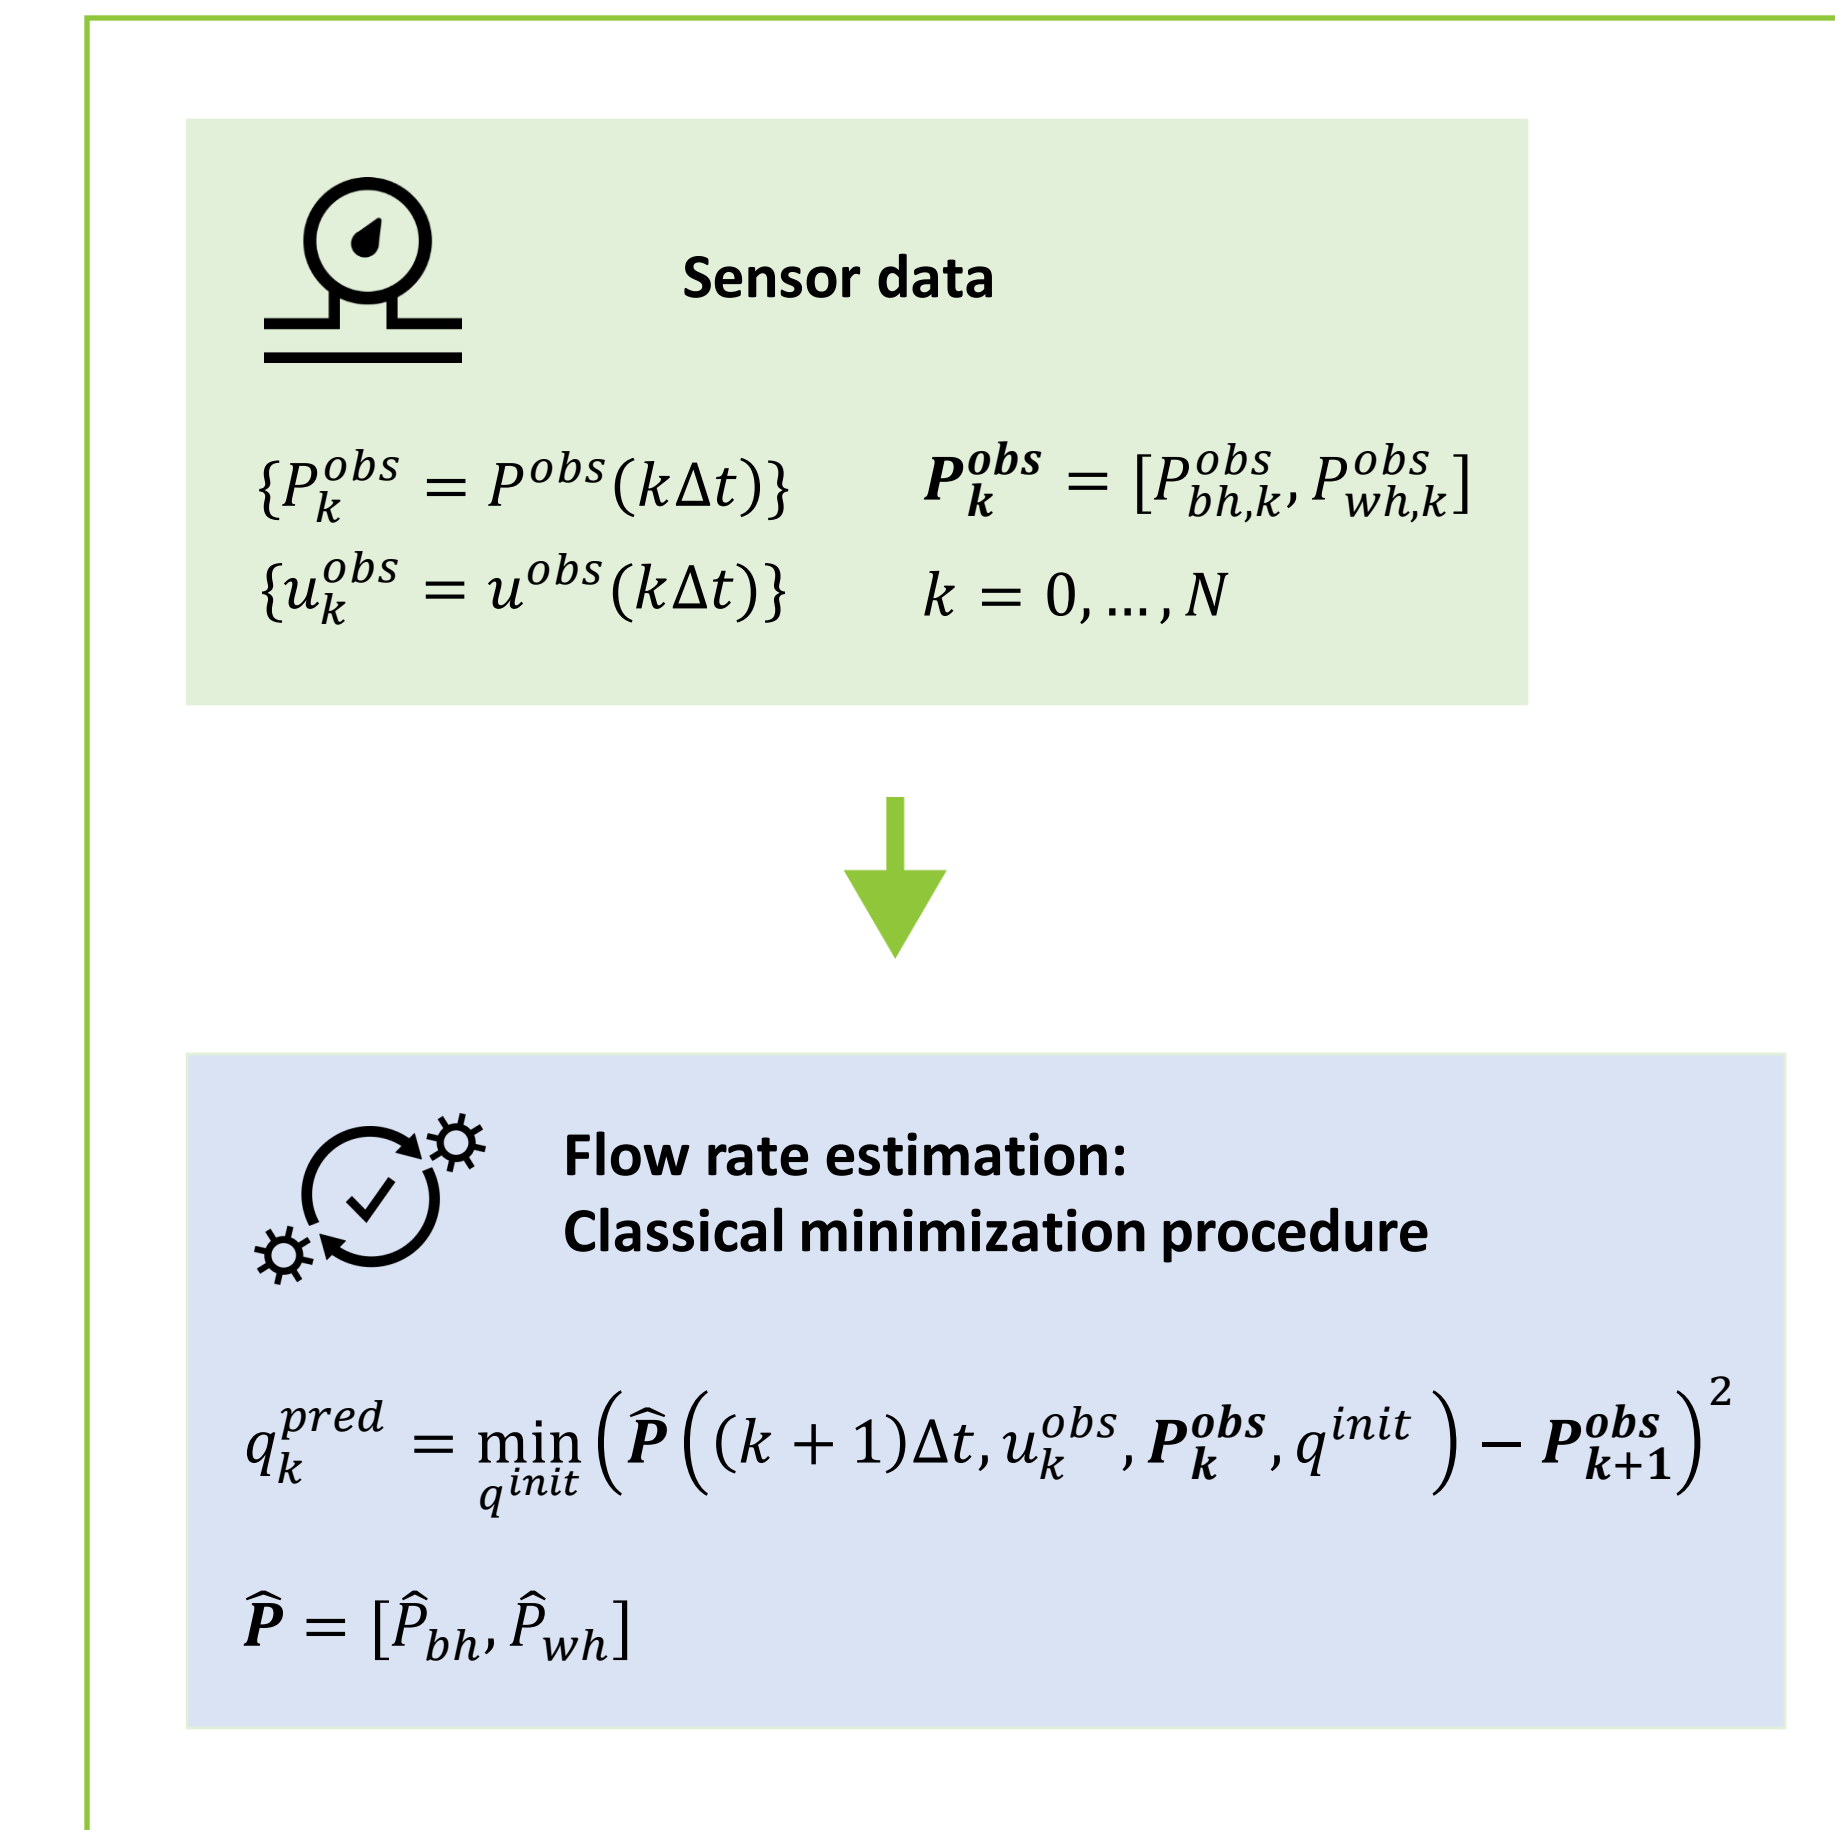 Sensor data
{P_k^{obs} = P^{obs}(kΔt)}
𝑷_𝒌^{𝒐𝒃𝒔} = [P_{bh,k}^{obs}, P_{wh,k}^{obs}]
{u_k^{obs} = u^{obs}(kΔt)}
k = 0, … , N
Flow rate estimation:
Classical minimization procedure
q_k^{pred} = min_{q^{init}} (𝑷̂ ((k + 1)Δt, u_k^{obs}, 𝑷_𝒌^{𝒐𝒃𝒔}, q^{init}) − 𝑷_{𝒌+𝟏}^{𝒐𝒃𝒔})^2
𝑷̂ = [P̂_{bh}, P̂_{wh}]